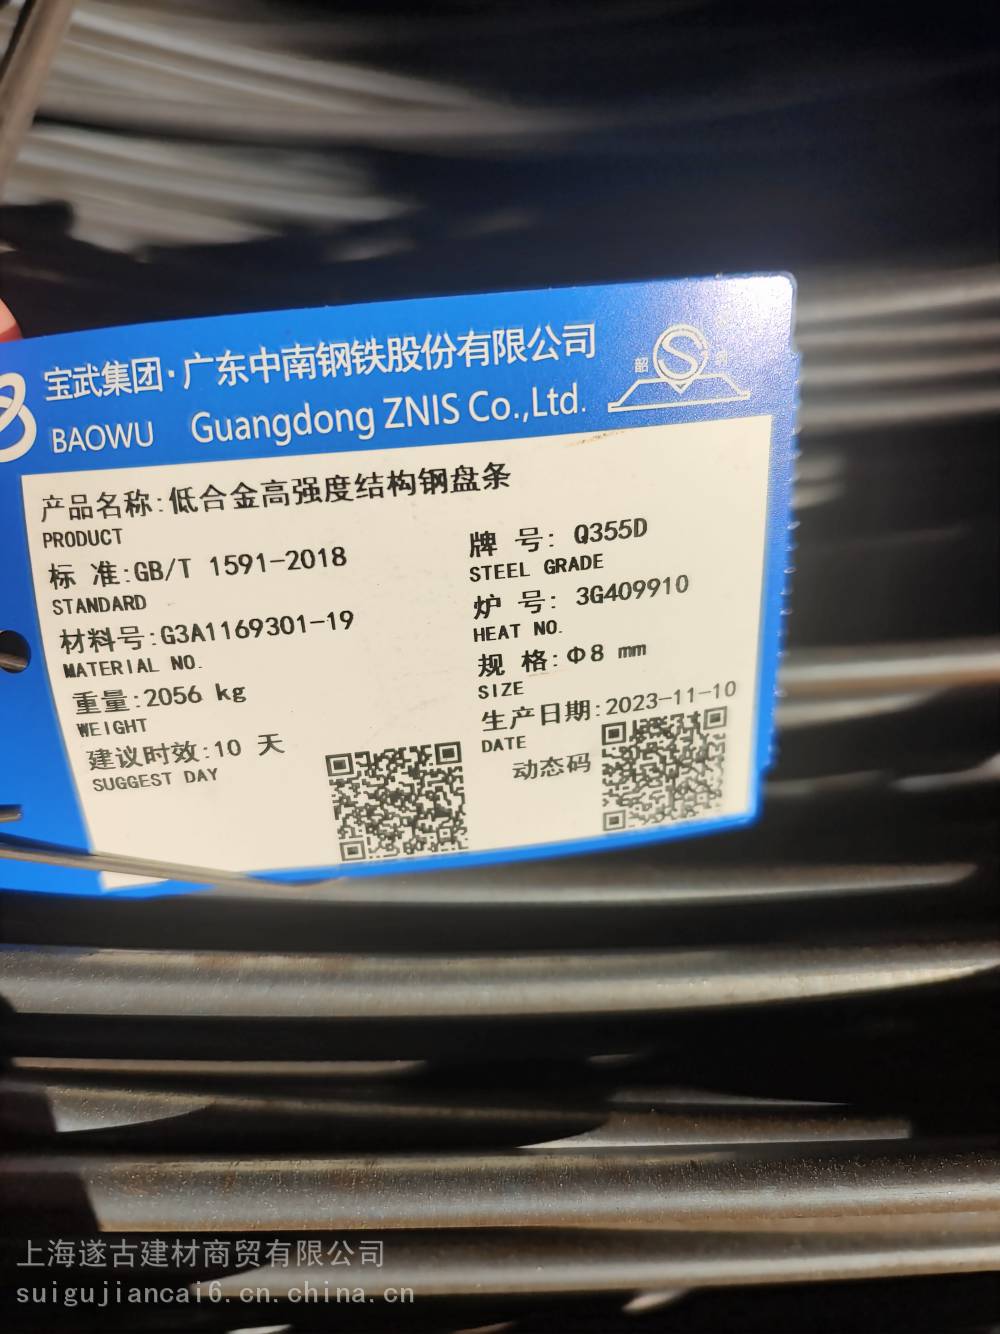 宝武集团·广东中南钢铁股份有限公司
BAOWU Guangdong ZNIS Co.,Ltd.
韶
产品名称:低合金高强度结构钢盘条
PRODUCT
标 准:GB/T 1591-2018
STANDARD
牌 号: Q355D
STEEL GRADE
材料号:G3A1169301-19
MATERIAL NO.
炉 号: 3G409910
HEAT NO.
重量:2056 kg
WEIGHT
规 格:Φ8 mm
SIZE
建议时效:10 天
SUGGEST DAY
生产日期:2023-11-10
DATE
动态码
上海遂古建材商贸有限公司
suigujiancai6.cn.china.cn